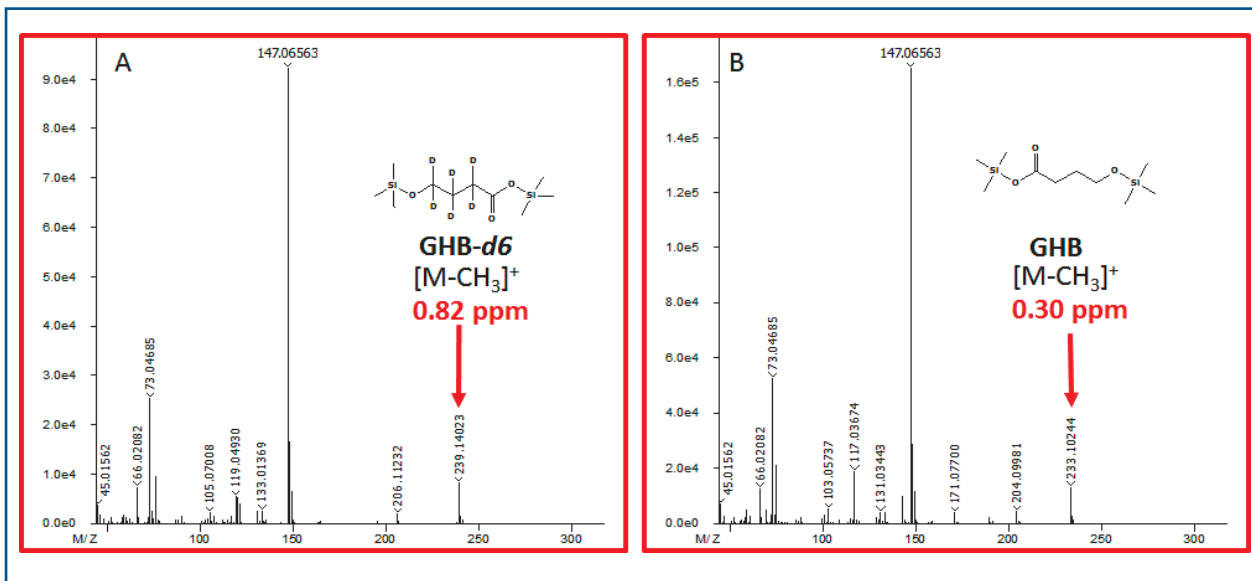 A
147.06563
9.0e4
8.0e4
7.0e4
6.0e4
5.0e4
4.0e4
3.0e4
2.0e4
1.0e4
0.0e0
D
D
D
Si
O
D
D
D
O
Si
O
GHB-d6
[M-CH3]+
0.82 ppm
45.01562
66.02082
73.04685
105.07008
119.04930
133.01369
206.11232
239.14023
M/Z
100
150
200
250
300
B
147.06563
1.6e5
1.4e5
1.2e5
1.0e5
8.0e4
6.0e4
4.0e4
2.0e4
0.0e0
O
Si
O
O
Si
GHB
[M-CH3]+
0.30 ppm
45.01562
66.02082
73.04685
103.05737
117.03674
131.03443
171.07700
204.09981
233.10244
M/Z
100
150
200
250
300